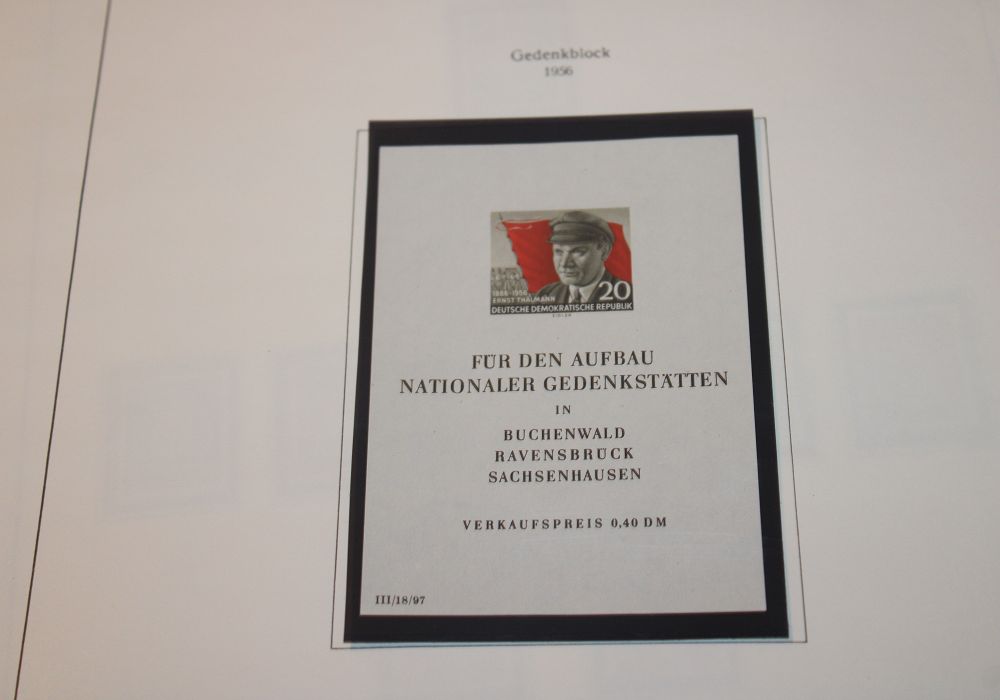 Gedenkblock
1956
1886-1956
ERNST THÄLMANN
20
DEUTSCHE DEMOKRATISCHE REPUBLIK
EIGLER
FÜR DEN AUFBAU
NATIONALER GEDENKSTÄTTEN
IN
BUCHENWALD
RAVENSBRÜCK
SACHSENHAUSEN
VERKAUFSPREIS 0,40 DM
III/18/97